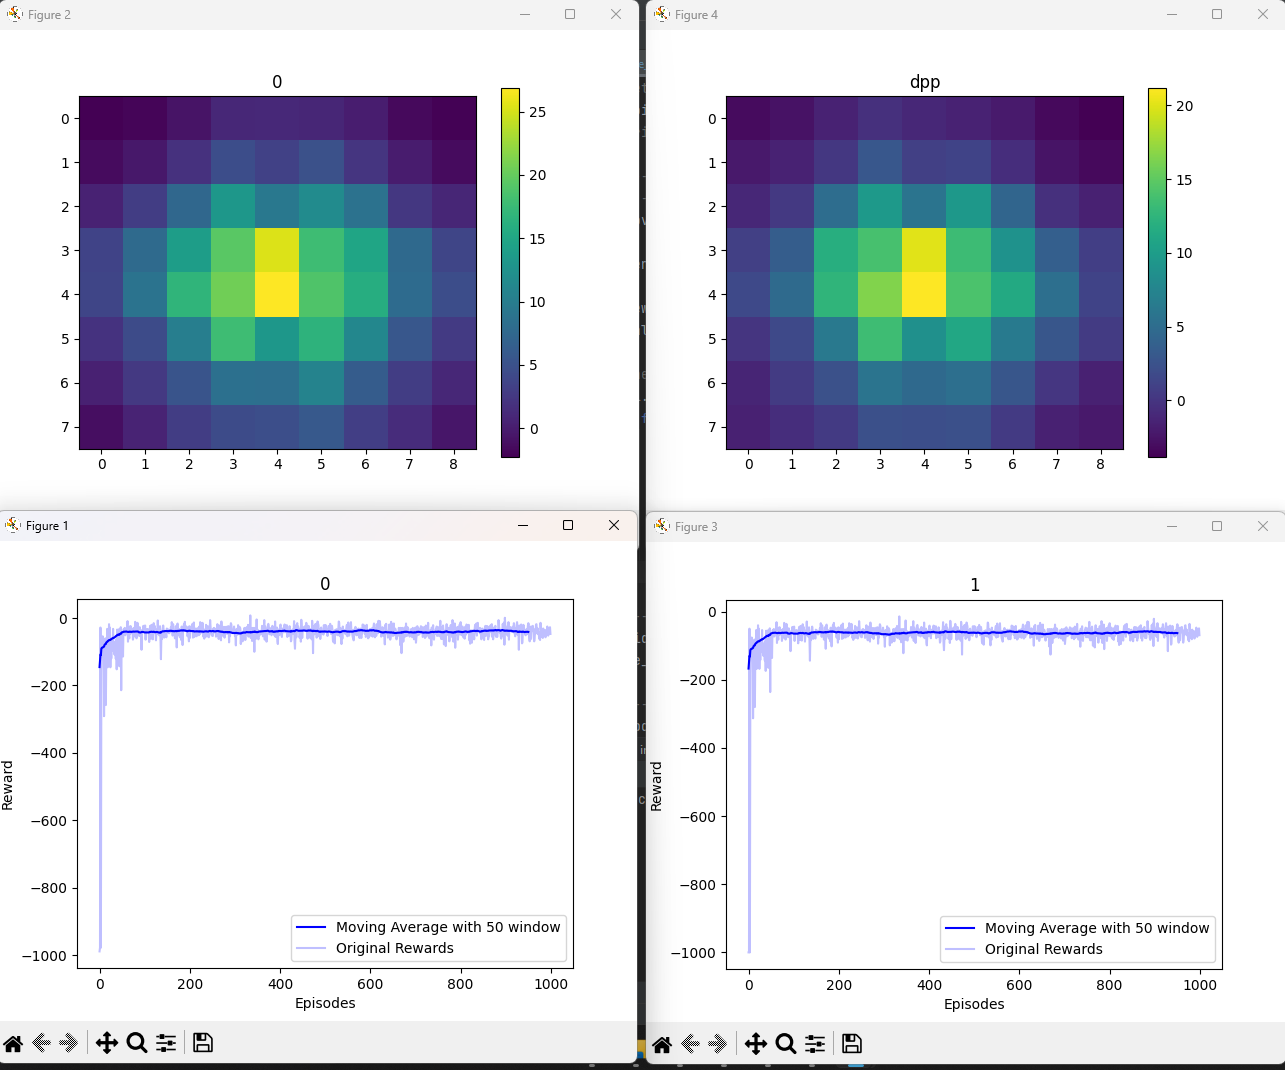 Figure 2
0
0
1
2
3
4
5
6
7
0 1 2 3 4 5 6 7 8
25
20
15
10
5
0
Figure 4
dpp
0
1
2
3
4
5
6
7
0 1 2 3 4 5 6 7 8
20
15
10
5
0
Figure 1
0
0
−200
−400
−600
−800
−1000
Reward
0 200 400 600 800 1000
Episodes
Moving Average with 50 window
Original Rewards
Figure 3
1
0
−200
−400
−600
−800
−1000
Reward
0 200 400 600 800 1000
Episodes
Moving Average with 50 window
Original Rewards